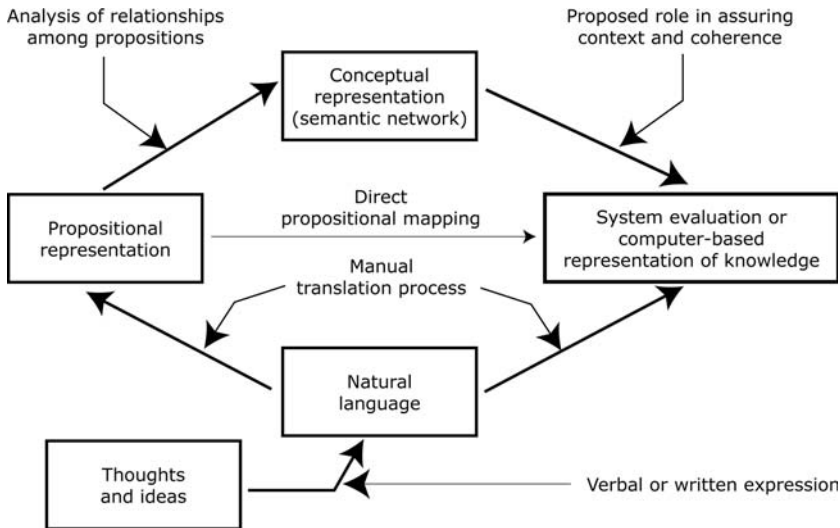 Analysis of relationships
among propositions
Proposed role in assuring
context and coherence
Conceptual
representation
(semantic network)
Propositional
representation
Direct
propositional mapping
System evaluation or
computer-based
representation of knowledge
Manual
translation process
Natural
language
Thoughts
and ideas
Verbal or written expression